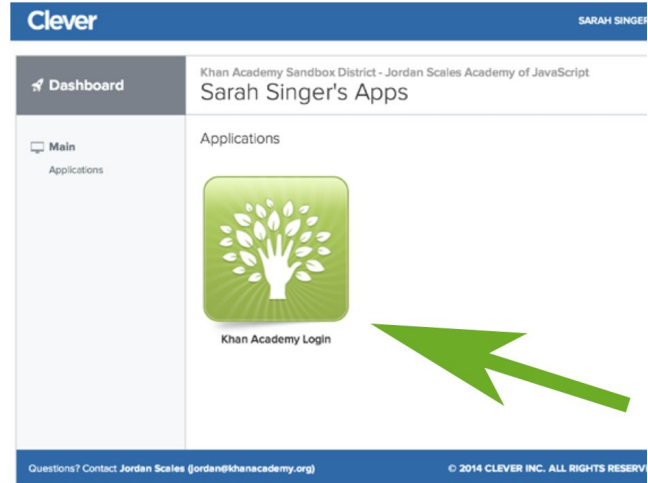 Clever
SARAH SINGER
Dashboard
Khan Academy Sandbox District - Jordan Scales Academy of JavaScript
Sarah Singer's Apps
Main
Applications
Applications
Khan Academy Login
Questions? Contact Jordan Scales (jordan@khanacademy.org)
© 2014 CLEVER INC. ALL RIGHTS RESERVE